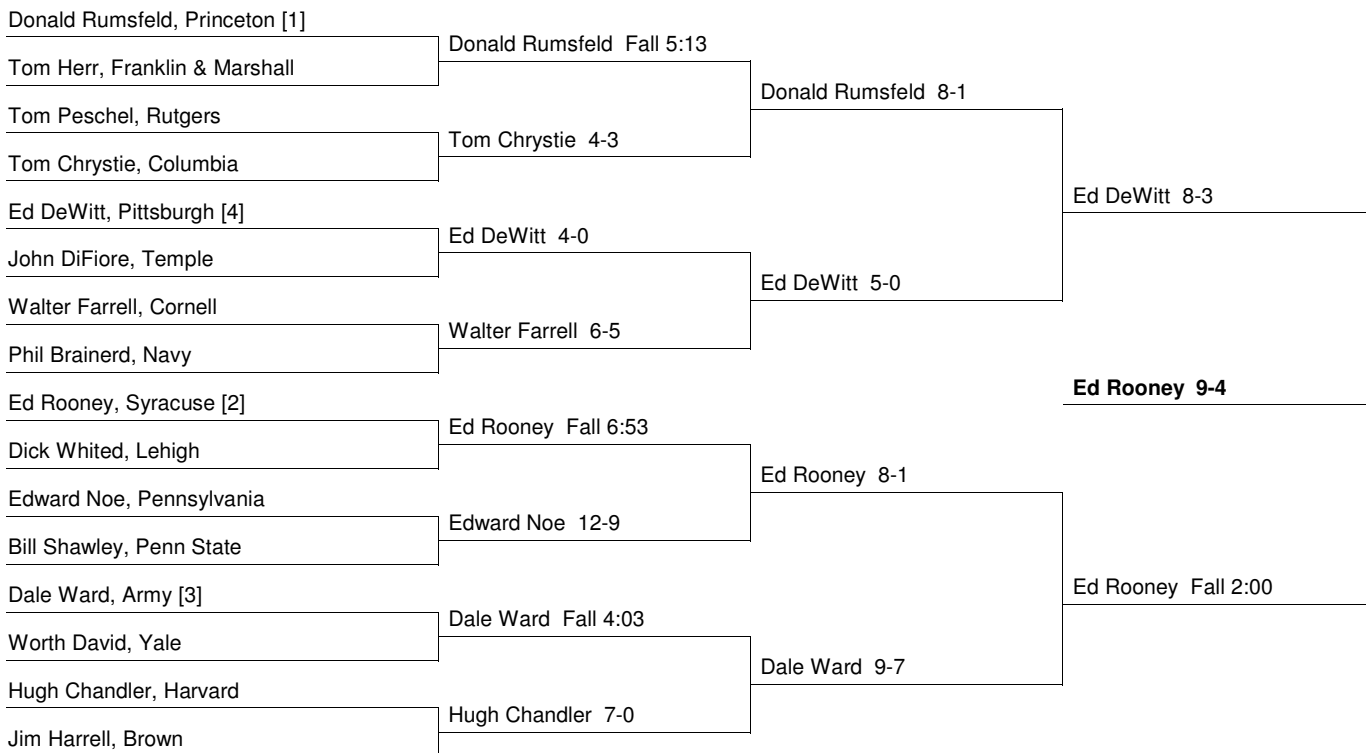 Donald Rumsfeld, Princeton [1]
Donald Rumsfeld Fall 5:13
Tom Herr, Franklin & Marshall
Donald Rumsfeld 8-1
Tom Peschel, Rutgers
Tom Chrystie 4-3
Tom Chrystie, Columbia
Ed DeWitt 8-3
Ed DeWitt, Pittsburgh [4]
Ed DeWitt 4-0
John DiFiore, Temple
Ed DeWitt 5-0
Walter Farrell, Cornell
Walter Farrell 6-5
Phil Brainerd, Navy
Ed Rooney 9-4
Ed Rooney, Syracuse [2]
Ed Rooney Fall 6:53
Dick Whited, Lehigh
Ed Rooney 8-1
Edward Noe, Pennsylvania
Edward Noe 12-9
Bill Shawley, Penn State
Ed Rooney Fall 2:00
Dale Ward, Army [3]
Dale Ward Fall 4:03
Worth David, Yale
Dale Ward 9-7
Hugh Chandler, Harvard
Hugh Chandler 7-0
Jim Harrell, Brown